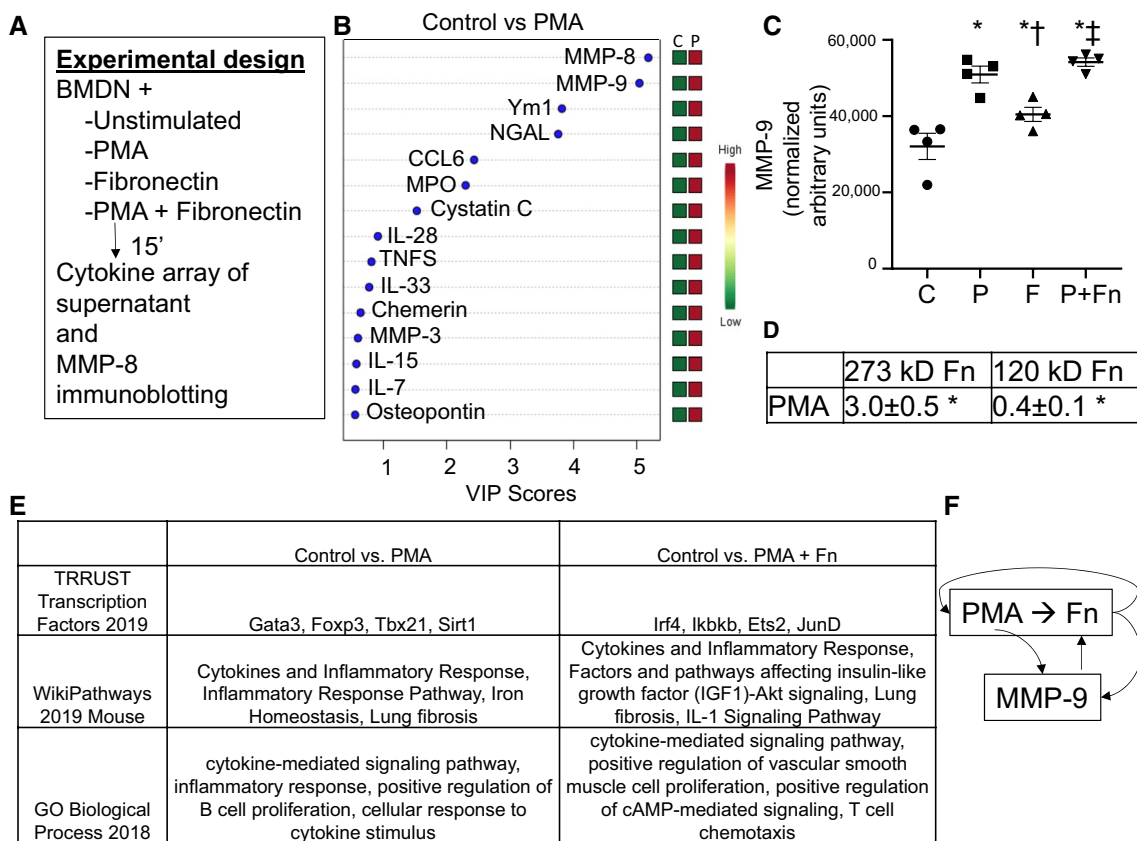 A
Experimental design
BMDN +
-Unstimulated
-PMA
-Fibronectin
-PMA + Fibronectin
15’
Cytokine array of
supernatant
and
MMP-8
immunoblotting
B
Control vs PMA
C P
MMP-8
MMP-9
Ym1
NGAL
CCL6
MPO
Cystatin C
IL-28
TNFS
IL-33
Chemerin
MMP-3
IL-15
IL-7
Osteopontin
1 2 3 4 5
VIP Scores
High
Low
C
* *† *‡
MMP-9
(normalized
arbitrary units)
60,000
40,000
20,000
0
C P F P+Fn
D
273 kD Fn 120 kD Fn
PMA 3.0±0.5 * 0.4±0.1 *
E
Control vs. PMA Control vs. PMA + Fn
TRRUST
Transcription
Factors 2019
Gata3, Foxp3, Tbx21, Sirt1
Irf4, Ikbkb, Ets2, JunD
WikiPathways
2019 Mouse
Cytokines and Inflammatory Response,
Inflammatory Response Pathway, Iron
Homeostasis, Lung fibrosis
Cytokines and Inflammatory Response,
Factors and pathways affecting insulin-like
growth factor (IGF1)-Akt signaling, Lung
fibrosis, IL-1 Signaling Pathway
GO Biological
Process 2018
cytokine-mediated signaling pathway,
inflammatory response, positive regulation of
B cell proliferation, cellular response to
cytokine stimulus
cytokine-mediated signaling pathway,
positive regulation of vascular smooth
muscle cell proliferation, positive regulation
of cAMP-mediated signaling, T cell
chemotaxis
F
PMA → Fn
MMP-9